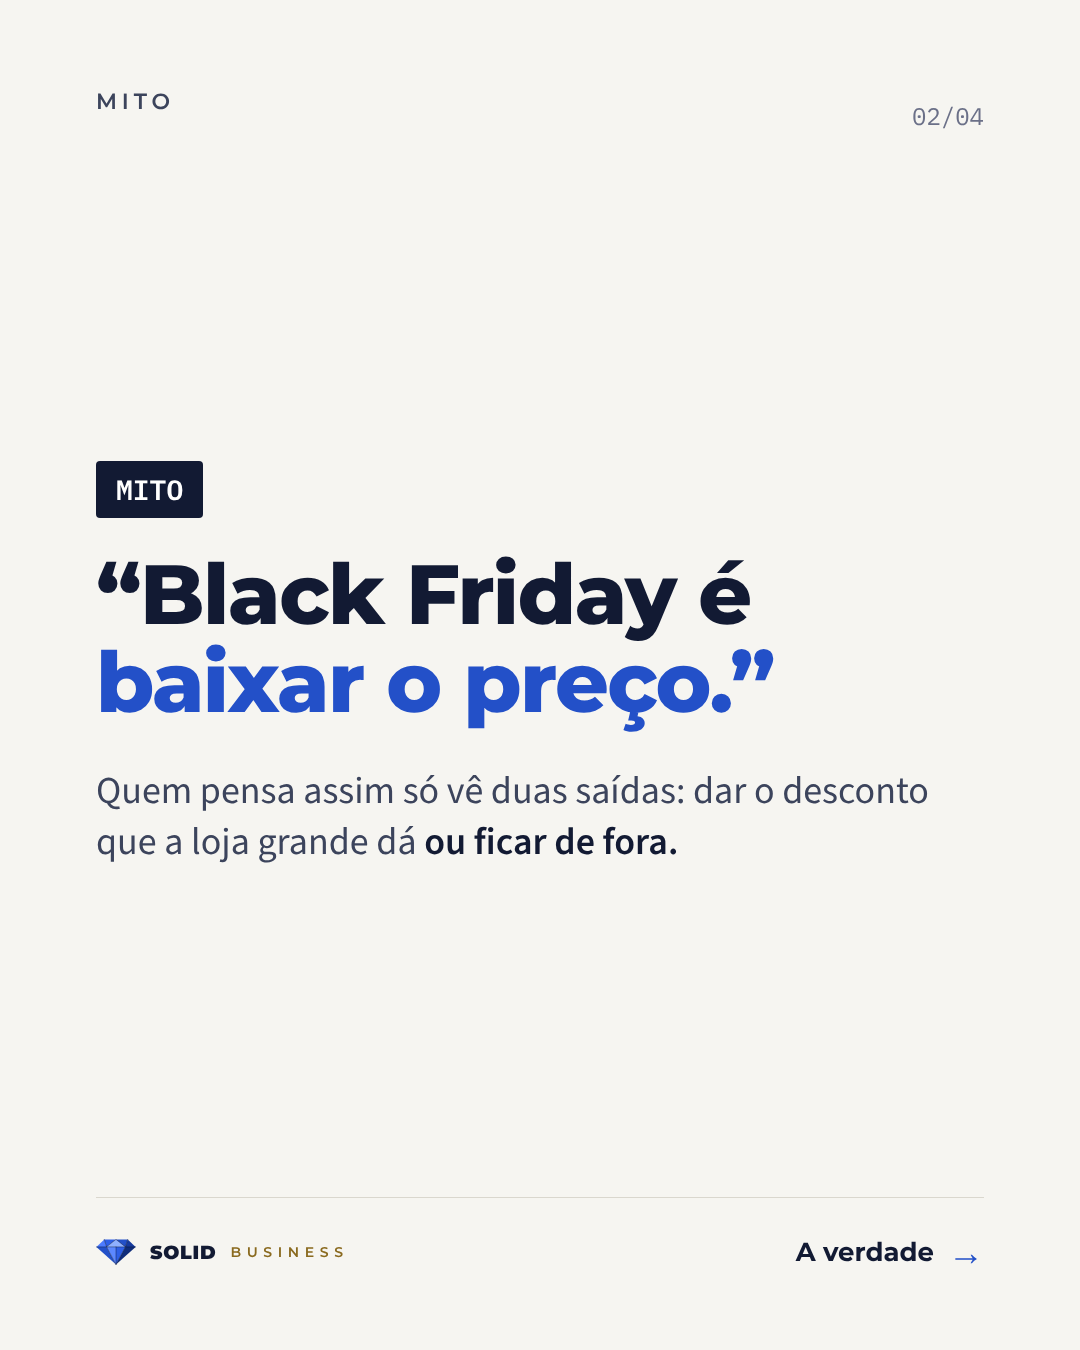 MITO
02/04
MITO
“Black Friday é
baixar o preço.”
Quem pensa assim só vê duas saídas: dar o desconto
que a loja grande dá ou ficar de fora.
SOLID BUSINESS
A verdade →